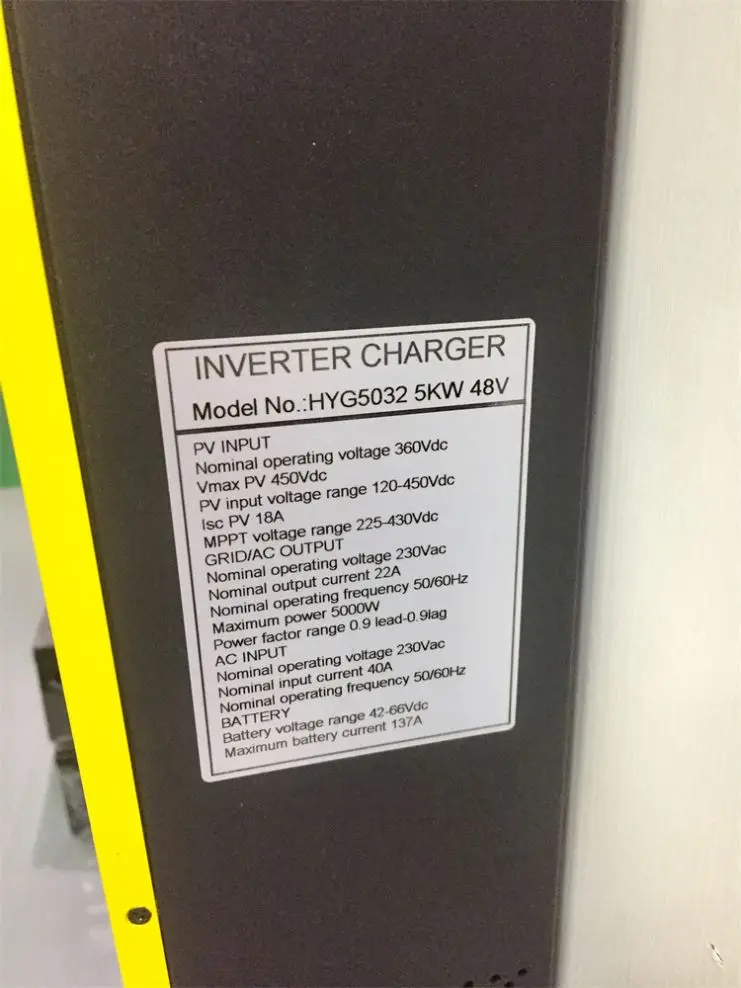 INVERTER CHARGER
Model No.:HYG5032 5KW 48V
PV INPUT
Nominal operating voltage 360Vdc
Vmax PV 450Vdc
PV input voltage range 120-450Vdc
Isc PV 18A
MPPT voltage range 225-430Vdc
GRID/AC OUTPUT
Nominal operating voltage 230Vac
Nominal output current 22A
Nominal operating frequency 50/60Hz
Maximum power 5000W
Power factor range 0.9 lead-0.9lag
AC INPUT
Nominal operating voltage 230Vac
Nominal input current 40A
Nominal operating frequency 50/60Hz
BATTERY
Battery voltage range 42-66Vdc
Maximum battery current 137A